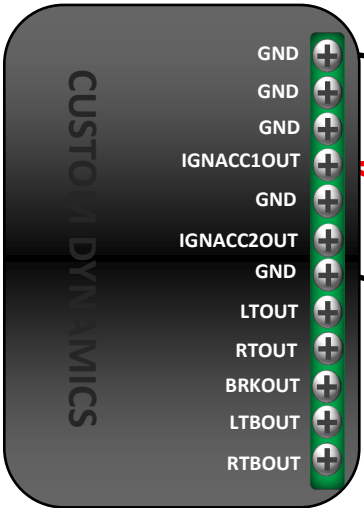 CUSTOM DYNAMICS
GND
GND
GND
IGNACC1OUT
GND
IGNACC2OUT
GND
LTOUT
RTOUT
BRKOUT
LTBOUT
RTBOUT